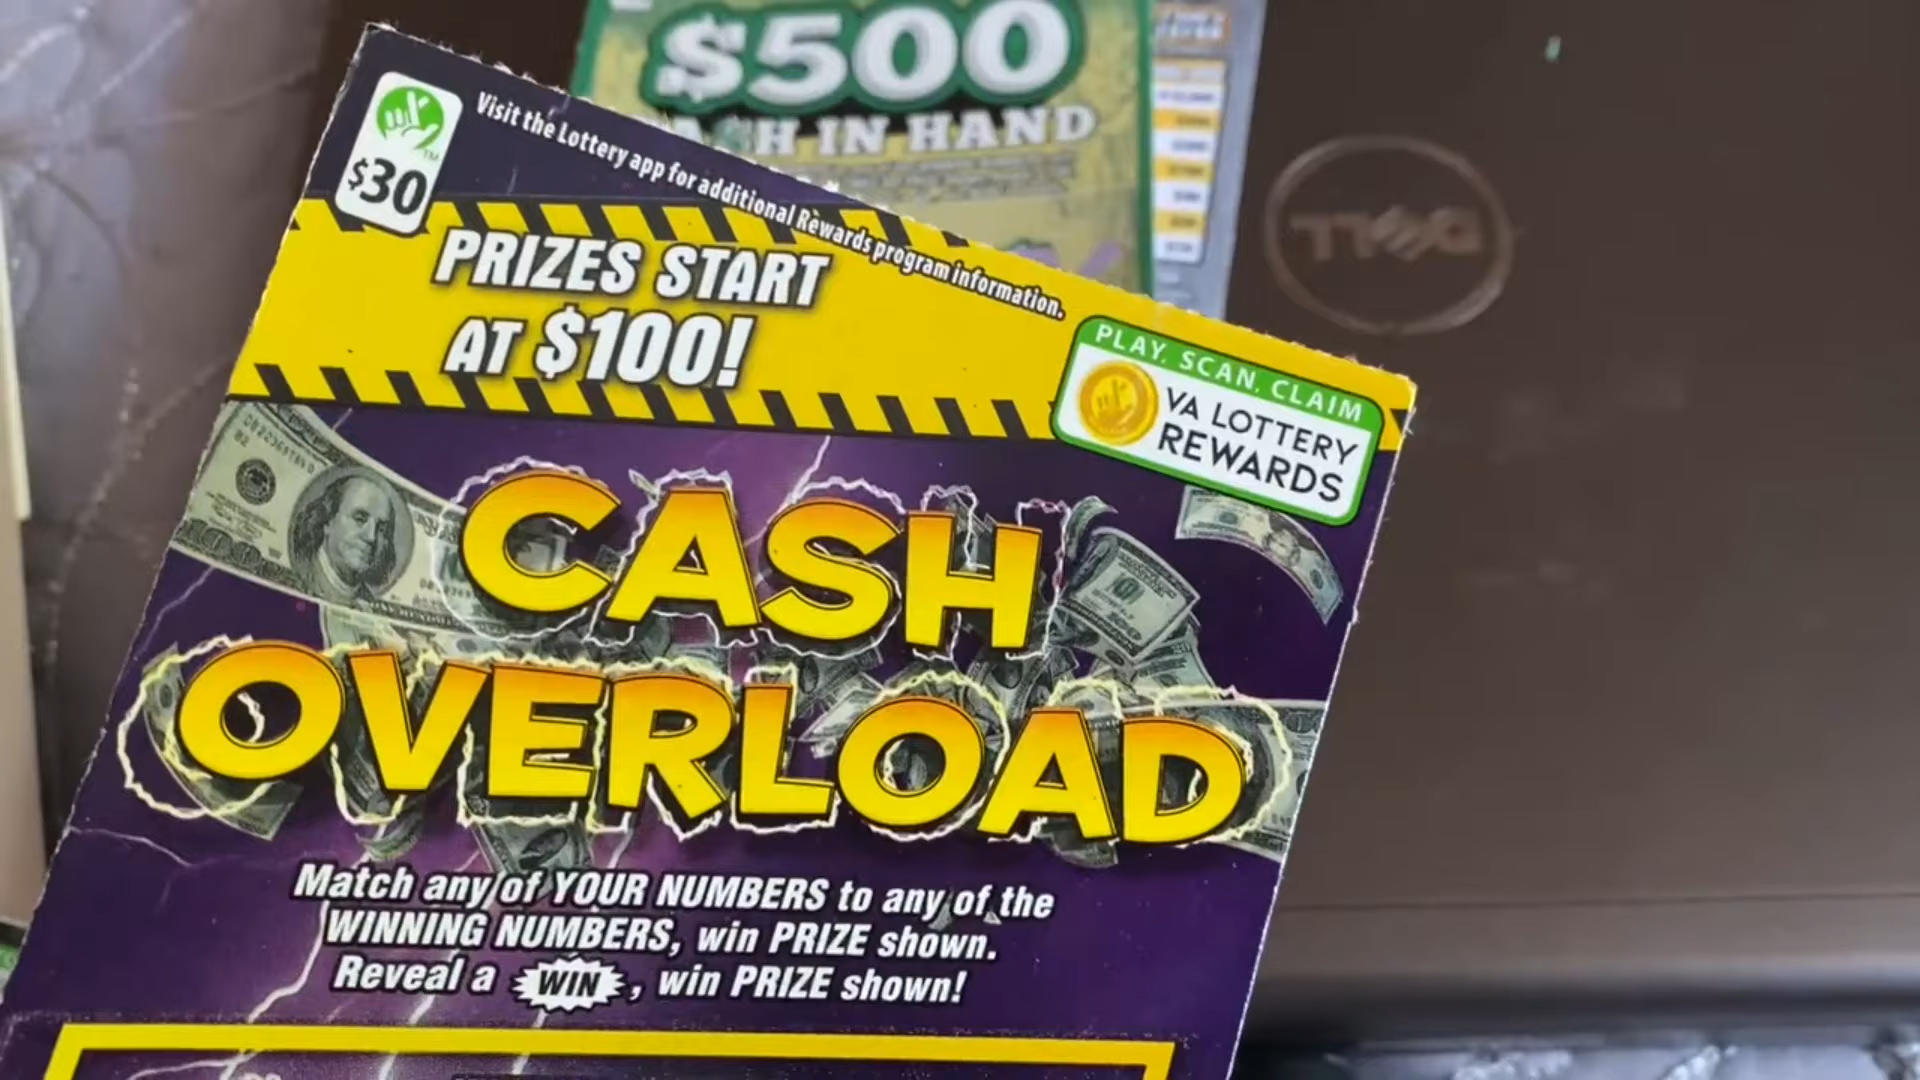 $500
CASH IN HAND
$30
Visit the Lottery app for additional Rewards program information.
PRIZES START
AT $100!
PLAY, SCAN, CLAIM
VA LOTTERY
REWARDS
CASH
OVERLOAD
Match any of YOUR NUMBERS to any of the
WINNING NUMBERS, win PRIZE shown.
Reveal a WIN, win PRIZE shown!